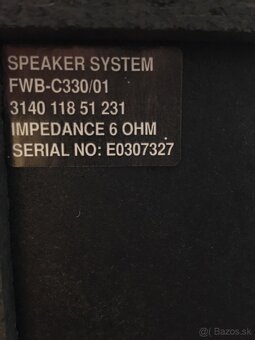 SPEAKER SYSTEM
FWB-C330/01
3140 118 51 231
IMPEDANCE 6 OHM
SERIAL NO: E0307327
© Bazos.sk